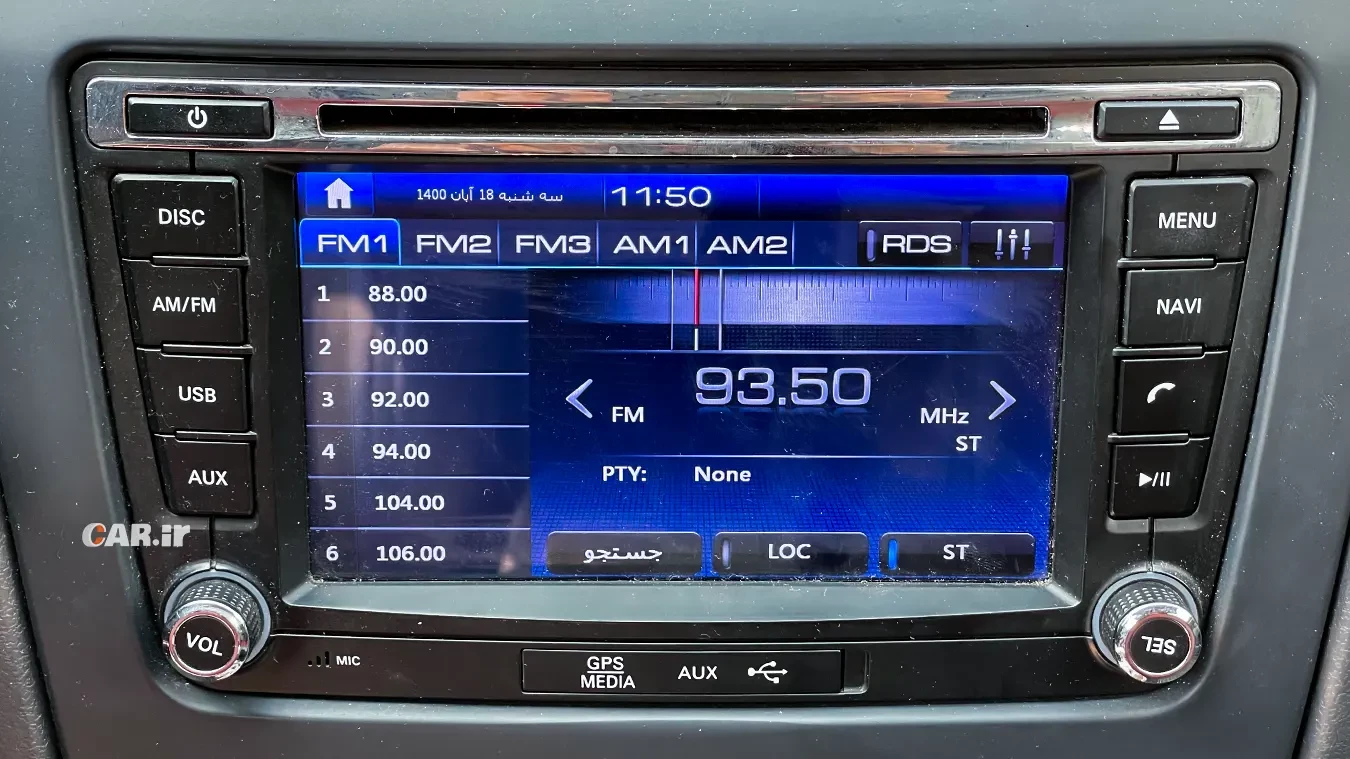 سه شنبه 18 آبان 1400
11:50
FM1 FM2 FM3 AM1 AM2 RDS
1 88.00
2 90.00
3 92.00
4 94.00
5 104.00
6 106.00
93.50
FM
MHz
ST
PTY: None
جستجو LOC ST
DISC
AM/FM
USB
AUX
MENU
NAVI
CAR.ir
VOL
MIC
GPS
MEDIA
AUX
SEL